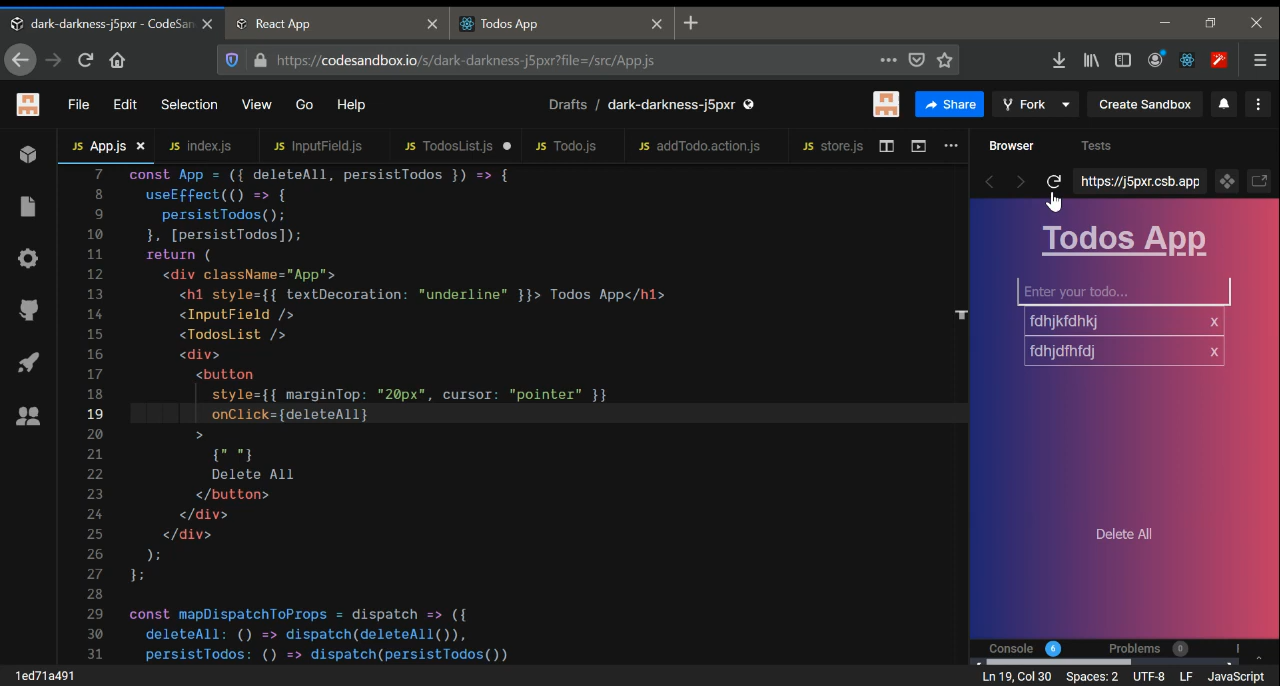 dark-darkness-j5pxr - CodeSan
React App
Todos App
https://codesandbox.io/s/dark-darkness-j5pxr?file=/src/App.js
File Edit Selection View Go Help
Drafts / dark-darkness-j5pxr
Share
Fork
Create Sandbox
JS App.js
JS index.js
JS InputField.js
JS TodosList.js
JS Todo.js
JS addTodo.action.js
JS store.js
Browser
Tests
https://j5pxr.csb.app
7 const App = ({ deleteAll, persistTodos }) => {
8 useEffect(() => {
9 persistTodos();
10 }, [persistTodos]);
11 return (
12 <div className="App">
13 <h1 style={{ textDecoration: "underline" }}> Todos App</h1>
14 <InputField />
15 <TodosList />
16 <div>
17 <button
18 style={{ marginTop: "20px", cursor: "pointer" }}
19 onClick={deleteAll}
20 >
21 {" "}
22 Delete All
23 </button>
24 </div>
25 </div>
26 );
27 };
28
29 const mapDispatchToProps = dispatch => ({
30 deleteAll: () => dispatch(deleteAll()),
31 persistTodos: () => dispatch(persistTodos())
Todos App
Enter your todo...
fdhjkfdhkj x
fdhjdfhfdj x
Delete All
Console 6
Problems 0
1ed71a491
Ln 19, Col 30 Spaces: 2 UTF-8 LF JavaScript